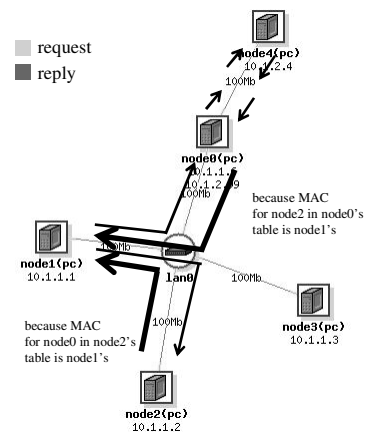 request
reply
node4(pc)
10.1.2.4
100Mb
node0(pc)
10.1.1.
10.1.2.
100Mb
because MAC
for node2 in node0's
table is node1's
node1(pc)
10.1.1.1
100Mb
lan0
100Mb
node3(pc)
10.1.1.3
because MAC
for node0 in node2's
table is node1's
100Mb
node2(pc)
10.1.1.2